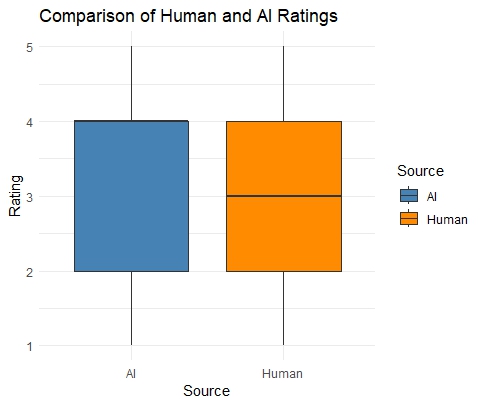 Comparison of Human and AI Ratings
Rating
5
4
3
2
1
AI
Human
Source
Source
AI
Human